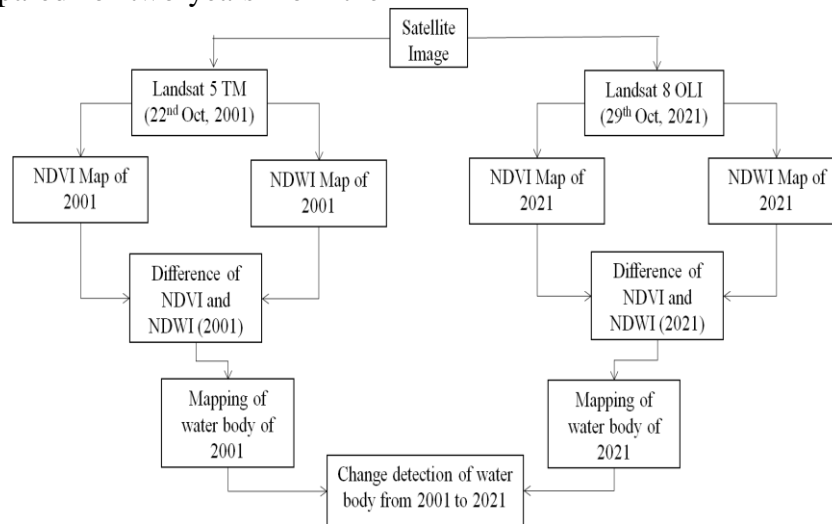 Satellite
Image
Landsat 5 TM
(22nd Oct, 2001)
Landsat 8 OLI
(29th Oct, 2021)
NDVI Map of
2001
NDWI Map of
2001
NDVI Map of
2021
NDWI Map of
2021
Difference of
NDVI and
NDWI (2001)
Difference of
NDVI and
NDWI (2021)
Mapping of
water body of
2001
Mapping of
water body of
2021
Change detection of water
body from 2001 to 2021